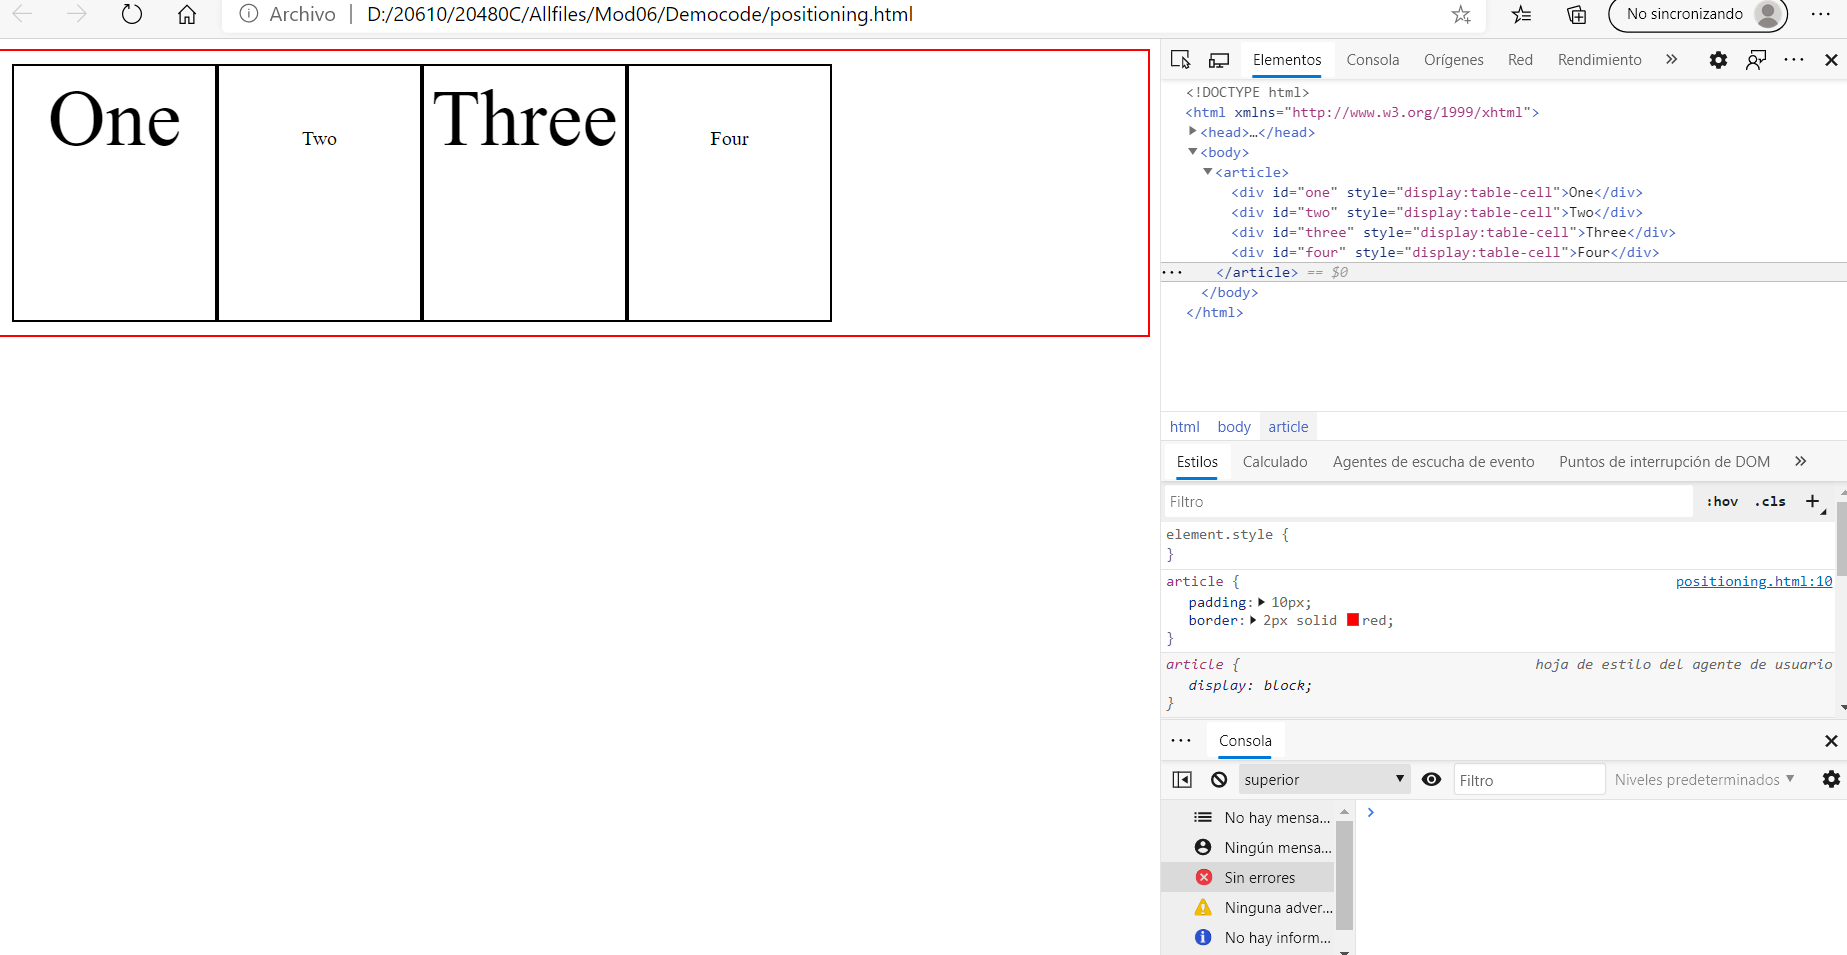 Archivo | D:/20610/20480C/Allfiles/Mod06/Democode/positioning.html No sincronizando ...
One Two Three Four
Elementos Consola Orígenes Red Rendimiento »
<!DOCTYPE html>
<html xmlns="http://www.w3.org/1999/xhtml">
<head>…</head>
<body>
<article>
<div id="one" style="display:table-cell">One</div>
<div id="two" style="display:table-cell">Two</div>
<div id="three" style="display:table-cell">Three</div>
<div id="four" style="display:table-cell">Four</div>
... </article> == $0
</body>
</html>
html body article
Estilos Calculado Agentes de escucha de evento Puntos de interrupción de DOM »
Filtro :hov .cls +
element.style {
}
article { positioning.html:10
padding: 10px;
border: 2px solid red;
}
article { hoja de estilo del agente de usuario
display: block;
}
... Consola
superior Filtro Niveles predeterminados
No hay mensa...
Ningún mensa...
Sin errores
Ninguna adver...
No hay inform...